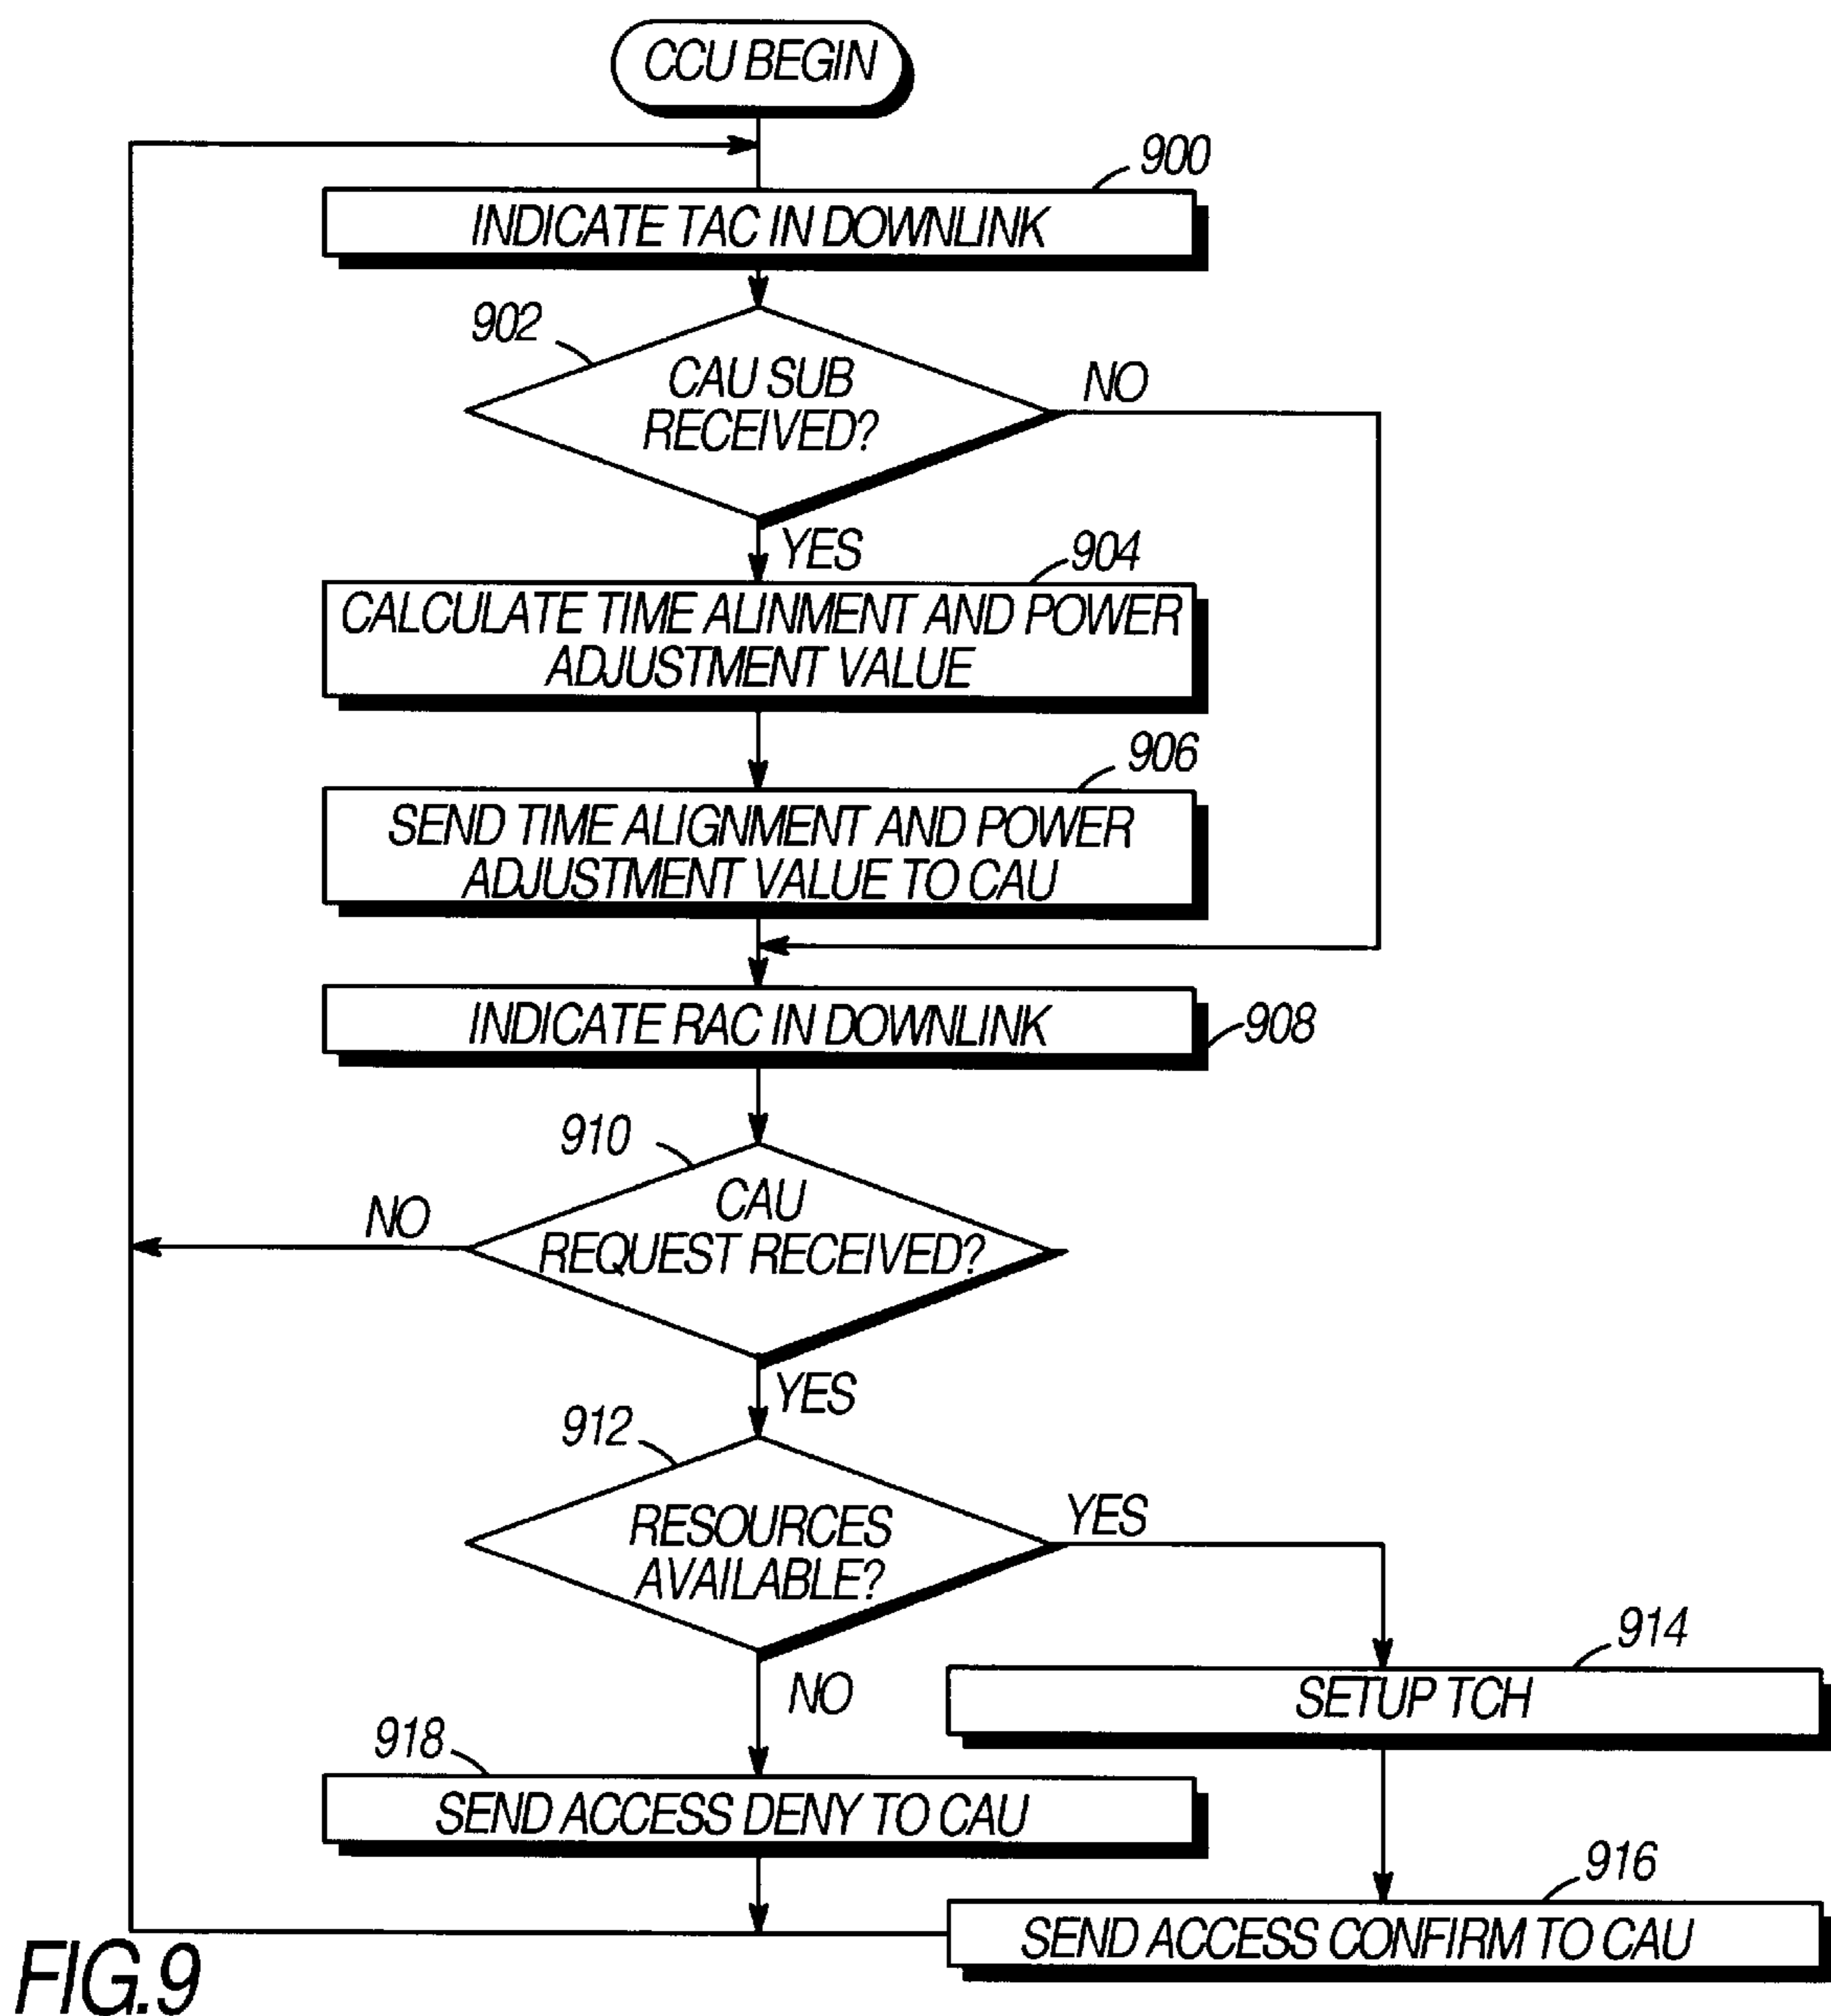 CCU BEGIN
900
INDICATE TAC IN DOWNLINK
902
CAU SUB
RECEIVED?
NO
YES
904
CALCULATE TIME ALINMENT AND POWER
ADJUSTMENT VALUE
906
SEND TIME ALIGNMENT AND POWER
ADJUSTMENT VALUE TO CAU
INDICATE RAC IN DOWNLINK
908
910
CAU
REQUEST RECEIVED?
NO
YES
912
RESOURCES
AVAILABLE?
YES
NO
914
SETUP TCH
918
SEND ACCESS DENY TO CAU
916
SEND ACCESS CONFIRM TO CAU
FIG.9